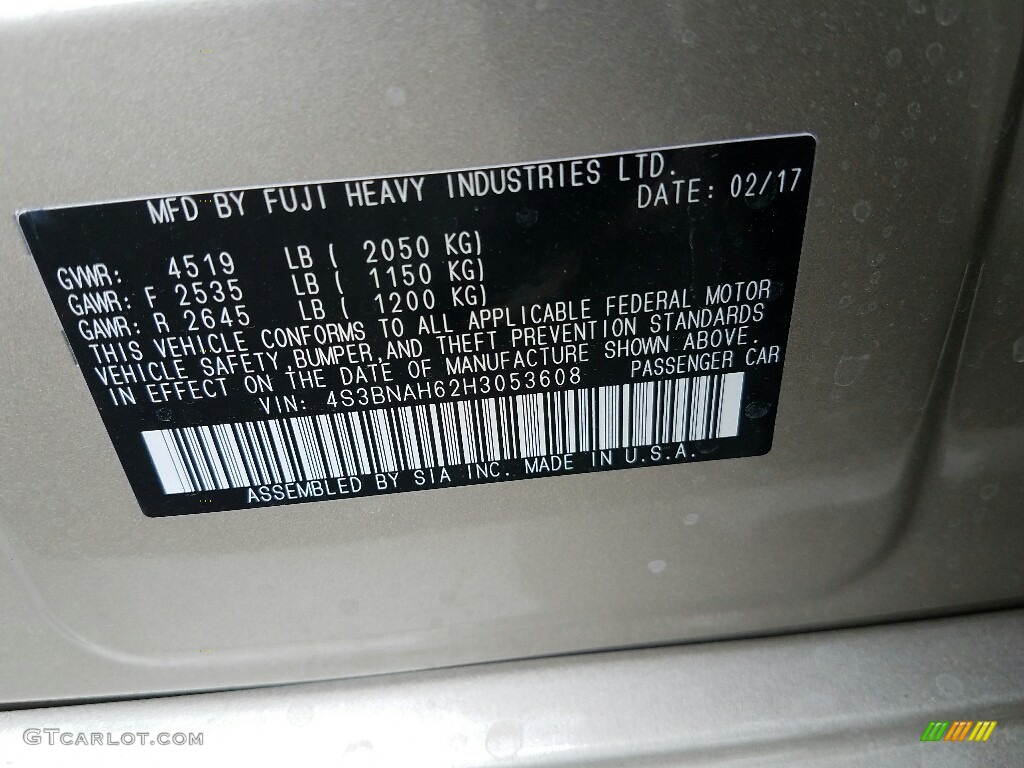 MFD BY FUJI HEAVY INDUSTRIES LTD.
DATE: 02/17
GVWR: 4519 LB ( 2050 KG)
GAWR: F 2535 LB ( 1150 KG)
GAWR: R 2645 LB ( 1200 KG)
THIS VEHICLE CONFORMS TO ALL APPLICABLE FEDERAL MOTOR
VEHICLE SAFETY, BUMPER, AND THEFT PREVENTION STANDARDS
IN EFFECT ON THE DATE OF MANUFACTURE SHOWN ABOVE.
VIN: 4S3BNAH62H3053608 PASSENGER CAR
ASSEMBLED BY SIA INC. MADE IN U.S.A.
GTcarlot.com